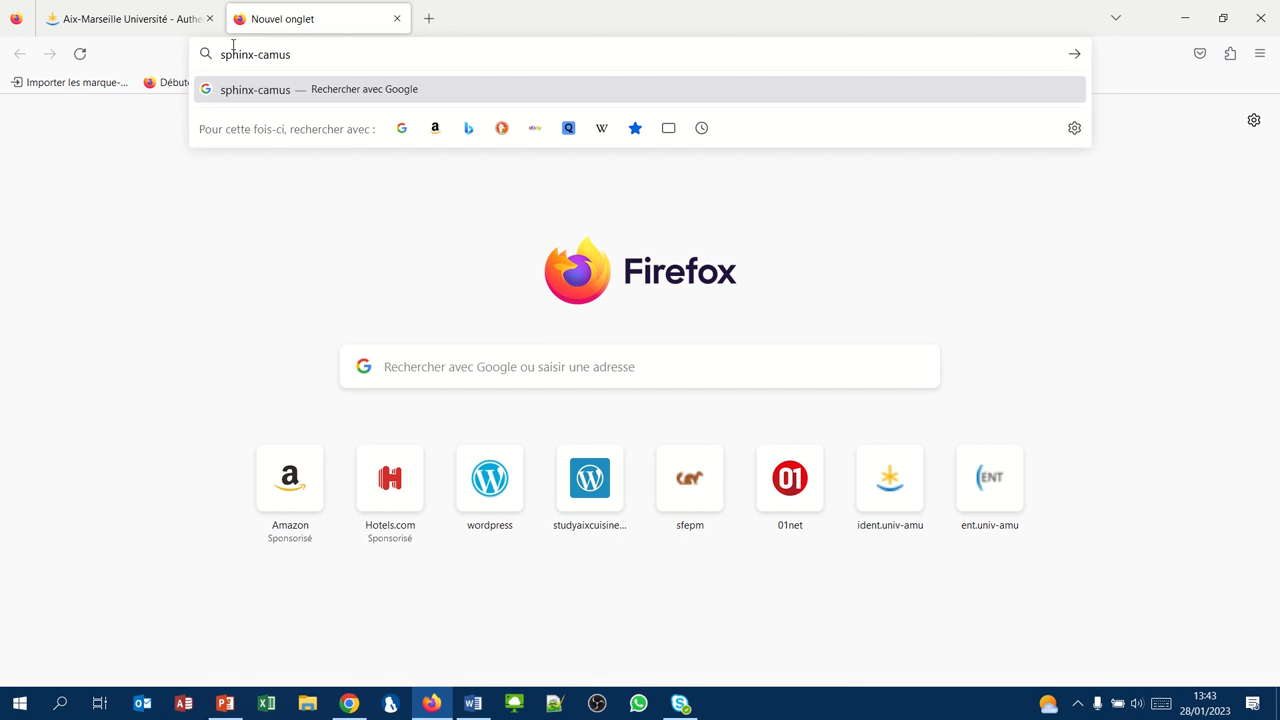 Aix-Marseille Université - Authe
Nouvel onglet
sphinx-camus
Importer les marque-...
Début
sphinx-camus — Rechercher avec Google
Pour cette fois-ci, rechercher avec :
Firefox
Rechercher avec Google ou saisir une adresse
Amazon
Sponsorisé
Hotels.com
Sponsorisé
wordpress
studyaixcuisine...
sfepm
01net
ident.univ-amu
ent.univ-amu
13:43
28/01/2023